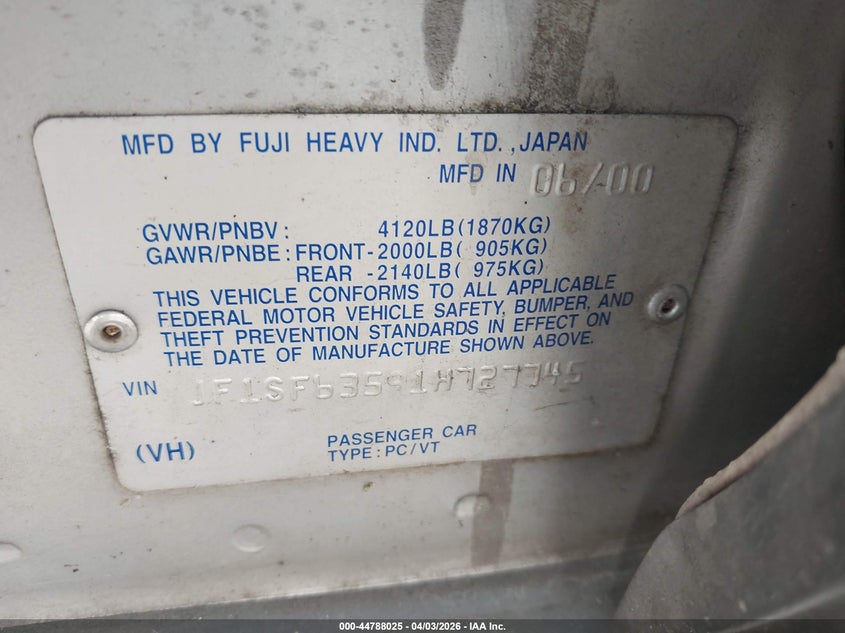 MFD BY FUJI HEAVY IND. LTD., JAPAN
MFD IN 06/00
GVWR/PNBV: 4120LB(1870KG)
GAWR/PNBE: FRONT-2000LB( 905KG)
REAR -2140LB( 975KG)
THIS VEHICLE CONFORMS TO ALL APPLICABLE
FEDERAL MOTOR VEHICLE SAFETY, BUMPER, AND
THEFT PREVENTION STANDARDS IN EFFECT ON
THE DATE OF MANUFACTURE SHOWN ABOVE.
VIN JF1SF63591H727745
(VH) PASSENGER CAR
TYPE: PC/VT
000-44788025 - 04/03/2026 - IAA Inc.